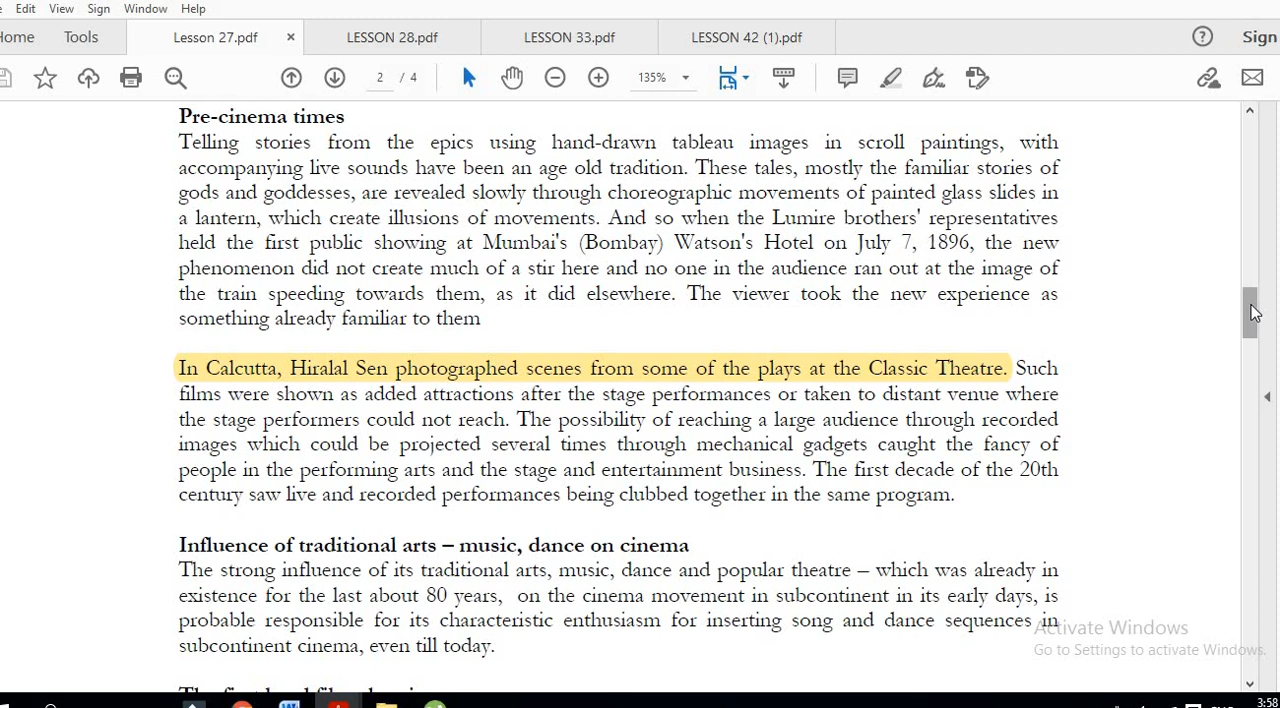 Edit View Sign Window Help
Home Tools Lesson 27.pdf × LESSON 28.pdf LESSON 33.pdf LESSON 42 (1).pdf ? Sign
2 / 4 135%
Pre-cinema times
Telling stories from the epics using hand-drawn tableau images in scroll paintings, with
accompanying live sounds have been an age old tradition. These tales, mostly the familiar stories of
gods and goddesses, are revealed slowly through choreographic movements of painted glass slides in
a lantern, which create illusions of movements. And so when the Lumire brothers' representatives
held the first public showing at Mumbai's (Bombay) Watson's Hotel on July 7, 1896, the new
phenomenon did not create much of a stir here and no one in the audience ran out at the image of
the train speeding towards them, as it did elsewhere. The viewer took the new experience as
something already familiar to them
In Calcutta, Hiralal Sen photographed scenes from some of the plays at the Classic Theatre. Such
films were shown as added attractions after the stage performances or taken to distant venue where
the stage performers could not reach. The possibility of reaching a large audience through recorded
images which could be projected several times through mechanical gadgets caught the fancy of
people in the performing arts and the stage and entertainment business. The first decade of the 20th
century saw live and recorded performances being clubbed together in the same program.
Influence of traditional arts – music, dance on cinema
The strong influence of its traditional arts, music, dance and popular theatre – which was already in
existence for the last about 80 years, on the cinema movement in subcontinent in its early days, is
probable responsible for its characteristic enthusiasm for inserting song and dance sequences in
subcontinent cinema, even till today.
Activate Windows
Go to Settings to activate Windows.
3:58